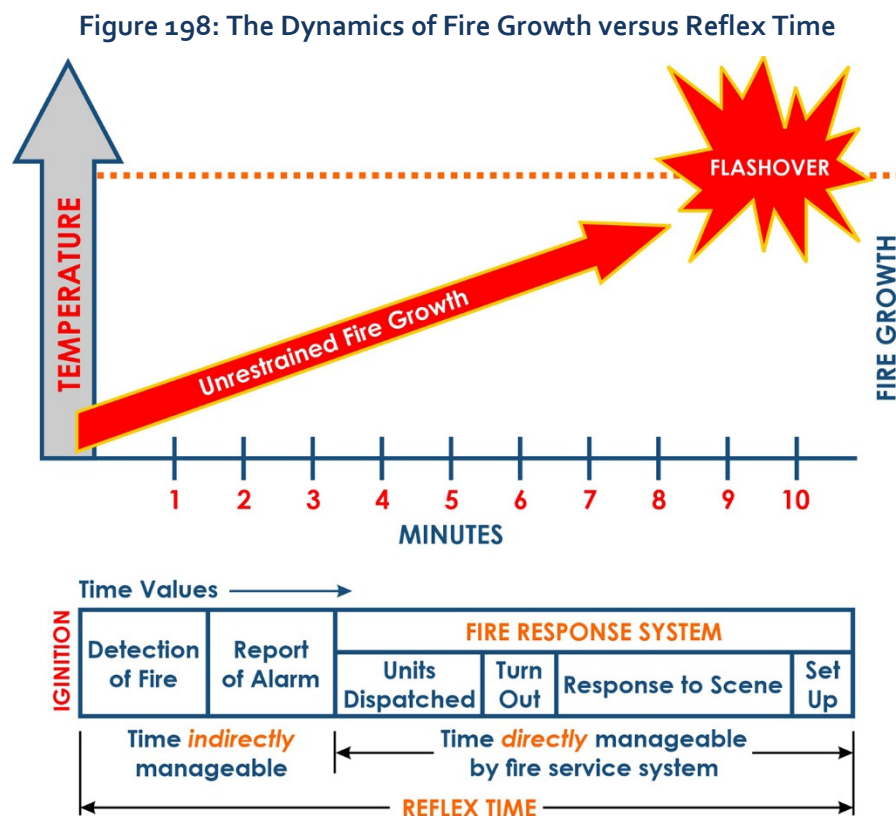 Figure 198: The Dynamics of Fire Growth versus Reflex Time
FLASHOVER
TEMPERATURE
Unrestrained Fire Growth
FIRE GROWTH
1 2 3 4 5 6 7 8 9 10
MINUTES
Time Values
IGINITION
FIRE RESPONSE SYSTEM
Detection
of Fire
Report
of Alarm
Units
Dispatched
Turn
Out
Response to Scene
Set
Up
Time indirectly
manageable
Time directly manageable
by fire service system
REFLEX TIME